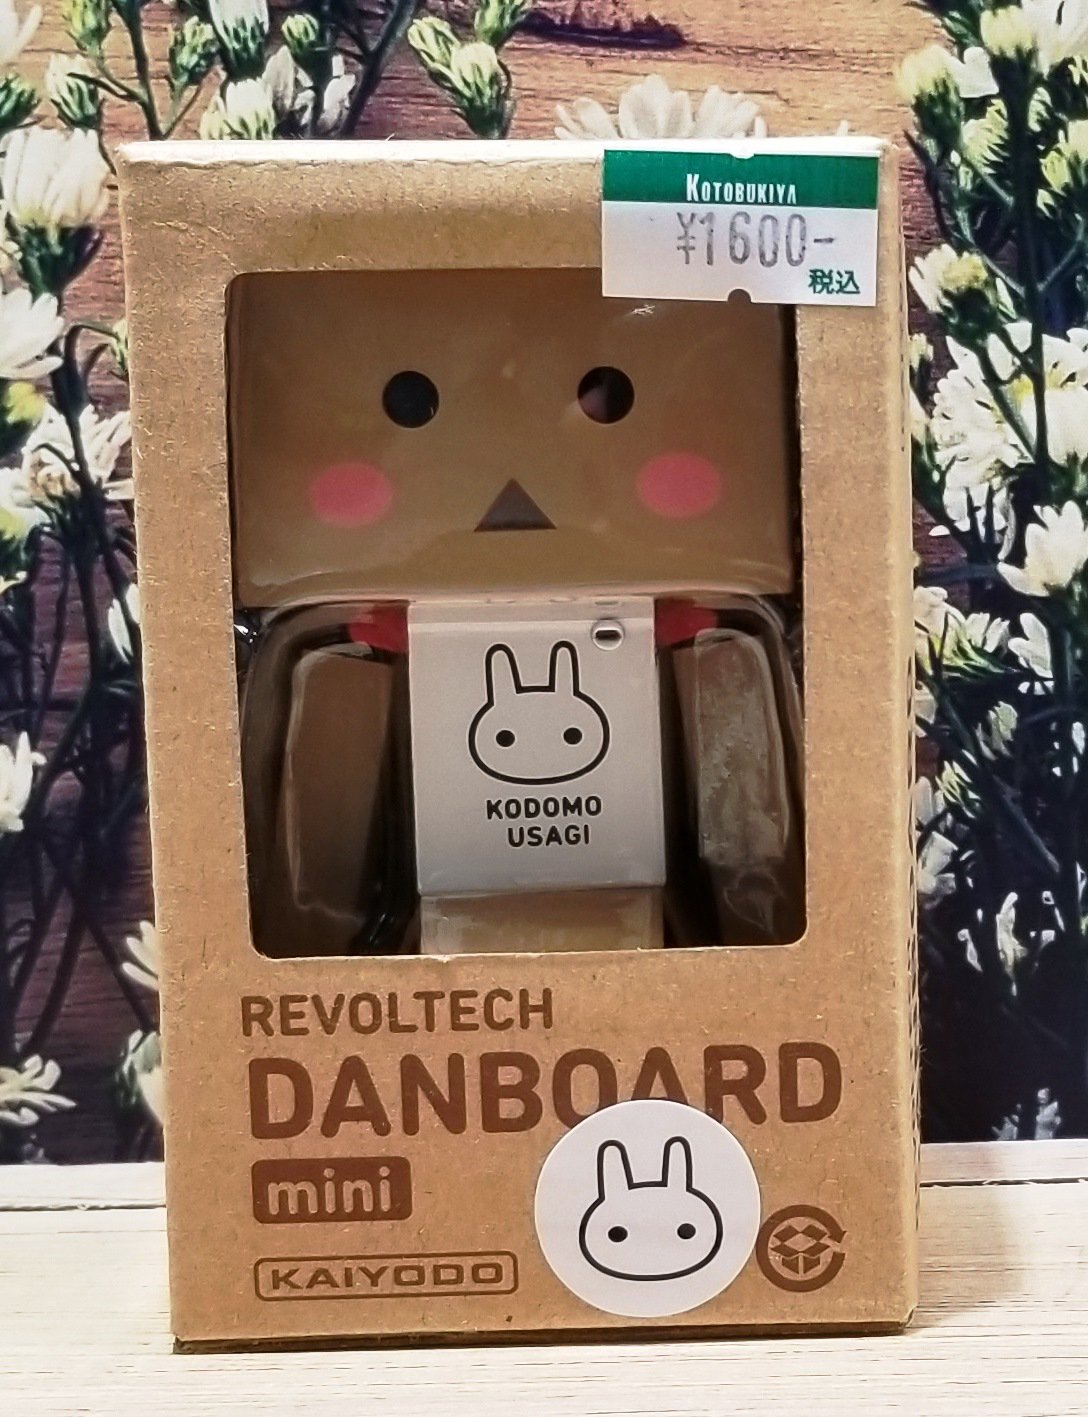 KOTOBUKIYA
¥1600-
税込
KODOMO
USAGI
REVOLTECH
DANBOARD
mini
KAIYODO